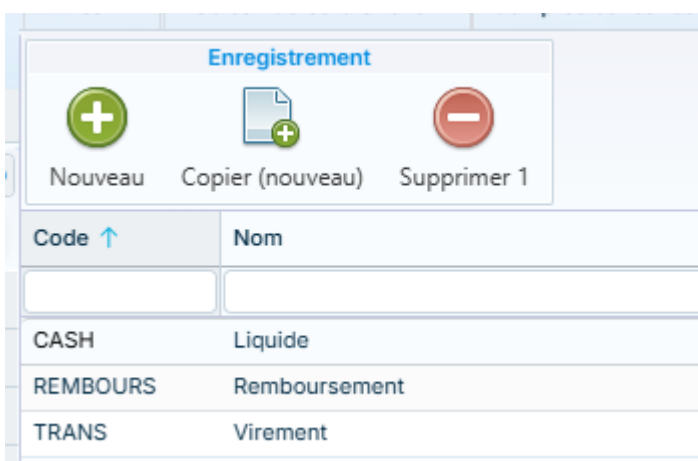 Enregistrement
Nouveau Copier (nouveau) Supprimer 1
Code Nom
CASH Liquide
REMBOURS Remboursement
TRANS Virement